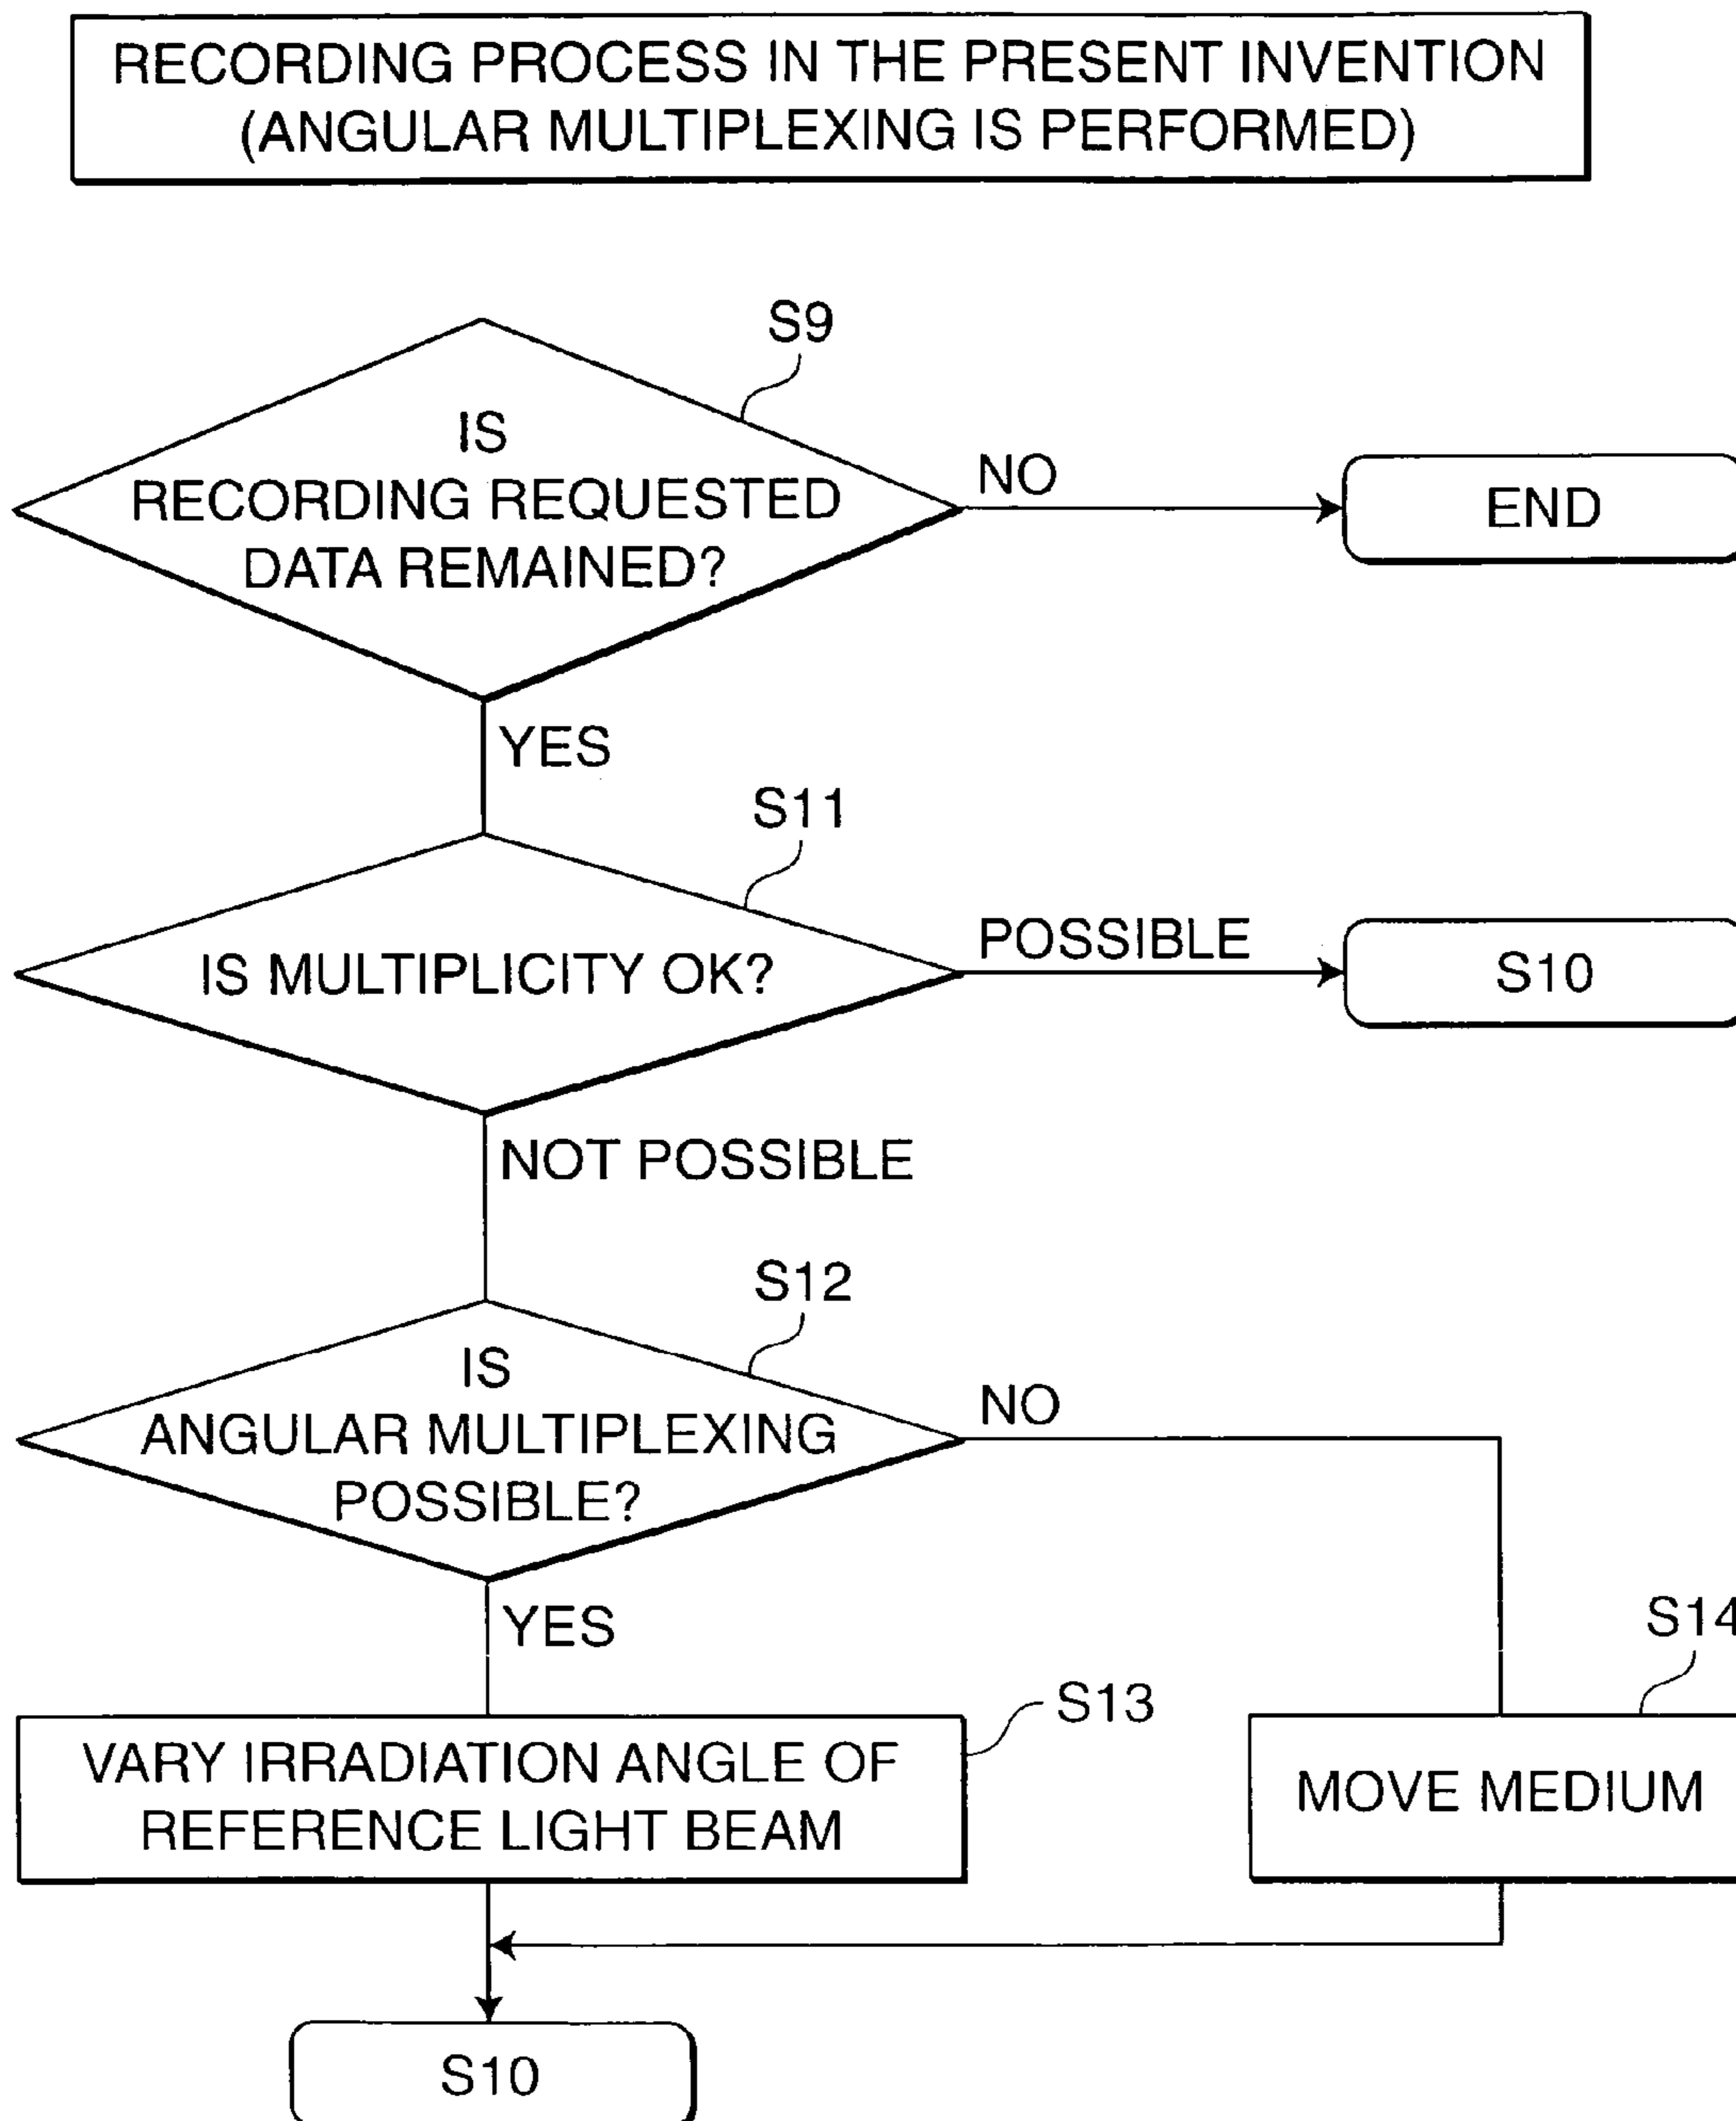 RECORDING PROCESS IN THE PRESENT INVENTION
(ANGULAR MULTIPLEXING IS PERFORMED)
S9
IS
RECORDING REQUESTED
DATA REMAINED?
NO
END
YES
S11
IS MULTIPLICITY OK?
POSSIBLE
S10
NOT POSSIBLE
S12
IS
ANGULAR MULTIPLEXING
POSSIBLE?
NO
YES
S14
S13
VARY IRRADIATION ANGLE OF
REFERENCE LIGHT BEAM
MOVE MEDIUM
S10